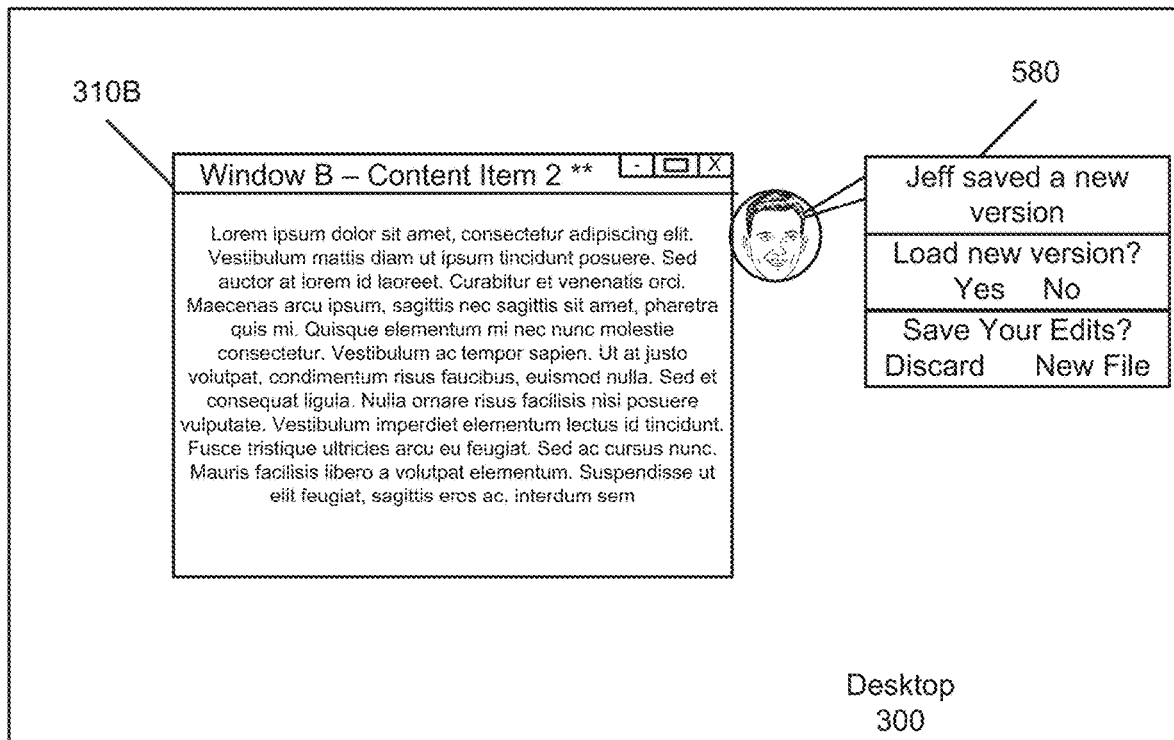 310B
580
Window B – Content Item 2 **
- X
Lorem ipsum dolor sit amet, consectetur adipiscing elit.
Vestibulum mattis diam ut ipsum tincidunt posuere. Sed
auctor at lorem id laoreet. Curabitur et venenatis orci.
Maecenas arcu ipsum, sagittis nec sagittis sit amet, pharetra
quis mi. Quisque elementum mi nec nunc molestie
consectetur. Vestibulum ac tempor sapien. Ut at justo
volutpat, condimentum risus faucibus, euismod nulla. Sed et
consequat ligula. Nulla ornare risus facilisis nisi posuere
vulputate. Vestibulum imperdiet elementum lectus id tincidunt.
Fusce tristique ultricies arcu eu feugiat. Sed ac cursus nunc.
Mauris facilisis libero a volutpat elementum. Suspendisse ut
elit feugiat, sagittis eros ac, interdum sem
Jeff saved a new
version
Load new version?
Yes No
Save Your Edits?
Discard New File
Desktop
300